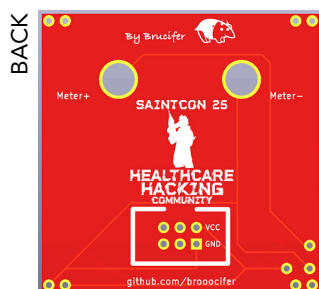 BACK
By Brucifer
Meter+
Meter-
SAINTCON 25
HEALTHCARE
HACKING
COMMUNITY
VCC
GND
github.com/brooocifer